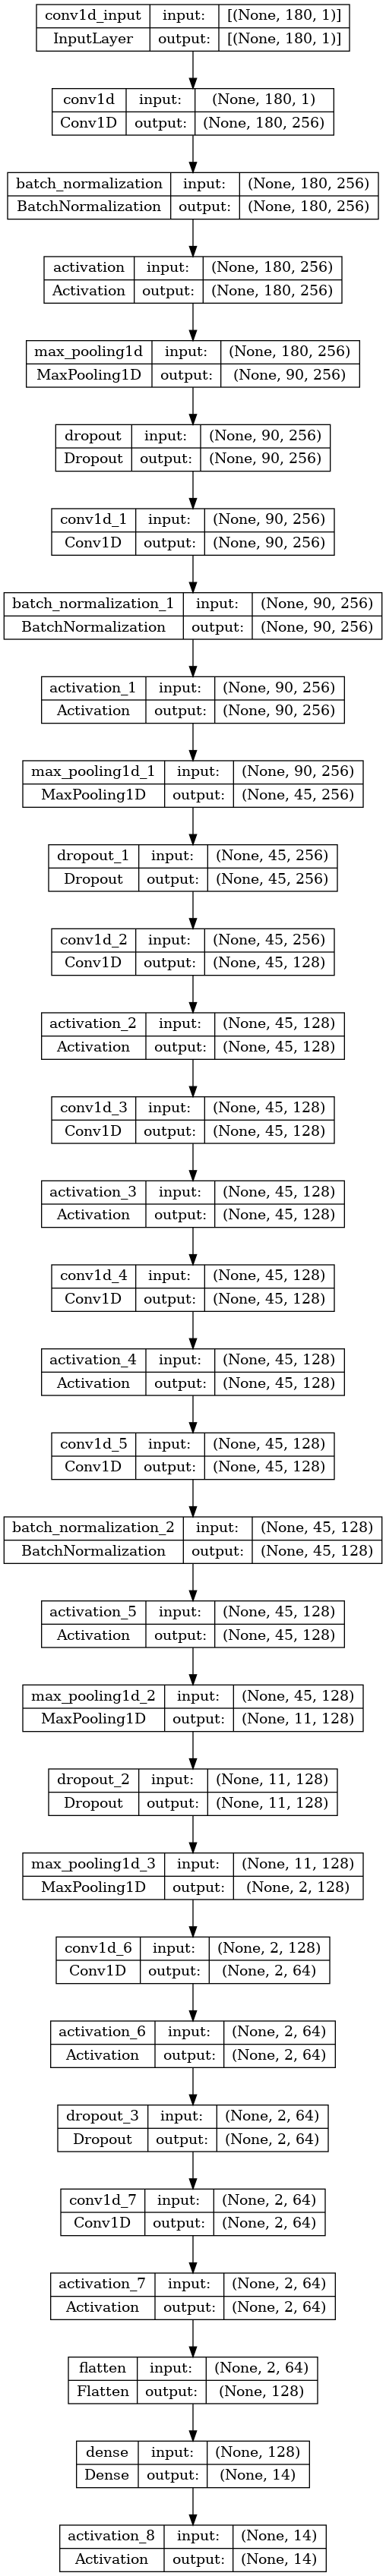 conv1d_input input: [(None, 180, 1)]
InputLayer output: [(None, 180, 1)]
conv1d input: (None, 180, 1)
Conv1D output: (None, 180, 256)
batch_normalization input: (None, 180, 256)
BatchNormalization output: (None, 180, 256)
activation input: (None, 180, 256)
Activation output: (None, 180, 256)
max_pooling1d input: (None, 180, 256)
MaxPooling1D output: (None, 90, 256)
dropout input: (None, 90, 256)
Dropout output: (None, 90, 256)
conv1d_1 input: (None, 90, 256)
Conv1D output: (None, 90, 256)
batch_normalization_1 input: (None, 90, 256)
BatchNormalization output: (None, 90, 256)
activation_1 input: (None, 90, 256)
Activation output: (None, 90, 256)
max_pooling1d_1 input: (None, 90, 256)
MaxPooling1D output: (None, 45, 256)
dropout_1 input: (None, 45, 256)
Dropout output: (None, 45, 256)
conv1d_2 input: (None, 45, 256)
Conv1D output: (None, 45, 128)
activation_2 input: (None, 45, 128)
Activation output: (None, 45, 128)
conv1d_3 input: (None, 45, 128)
Conv1D output: (None, 45, 128)
activation_3 input: (None, 45, 128)
Activation output: (None, 45, 128)
conv1d_4 input: (None, 45, 128)
Conv1D output: (None, 45, 128)
activation_4 input: (None, 45, 128)
Activation output: (None, 45, 128)
conv1d_5 input: (None, 45, 128)
Conv1D output: (None, 45, 128)
batch_normalization_2 input: (None, 45, 128)
BatchNormalization output: (None, 45, 128)
activation_5 input: (None, 45, 128)
Activation output: (None, 45, 128)
max_pooling1d_2 input: (None, 45, 128)
MaxPooling1D output: (None, 11, 128)
dropout_2 input: (None, 11, 128)
Dropout output: (None, 11, 128)
max_pooling1d_3 input: (None, 11, 128)
MaxPooling1D output: (None, 2, 128)
conv1d_6 input: (None, 2, 128)
Conv1D output: (None, 2, 64)
activation_6 input: (None, 2, 64)
Activation output: (None, 2, 64)
dropout_3 input: (None, 2, 64)
Dropout output: (None, 2, 64)
conv1d_7 input: (None, 2, 64)
Conv1D output: (None, 2, 64)
activation_7 input: (None, 2, 64)
Activation output: (None, 2, 64)
flatten input: (None, 2, 64)
Flatten output: (None, 128)
dense input: (None, 128)
Dense output: (None, 14)
activation_8 input: (None, 14)
Activation output: (None, 14)